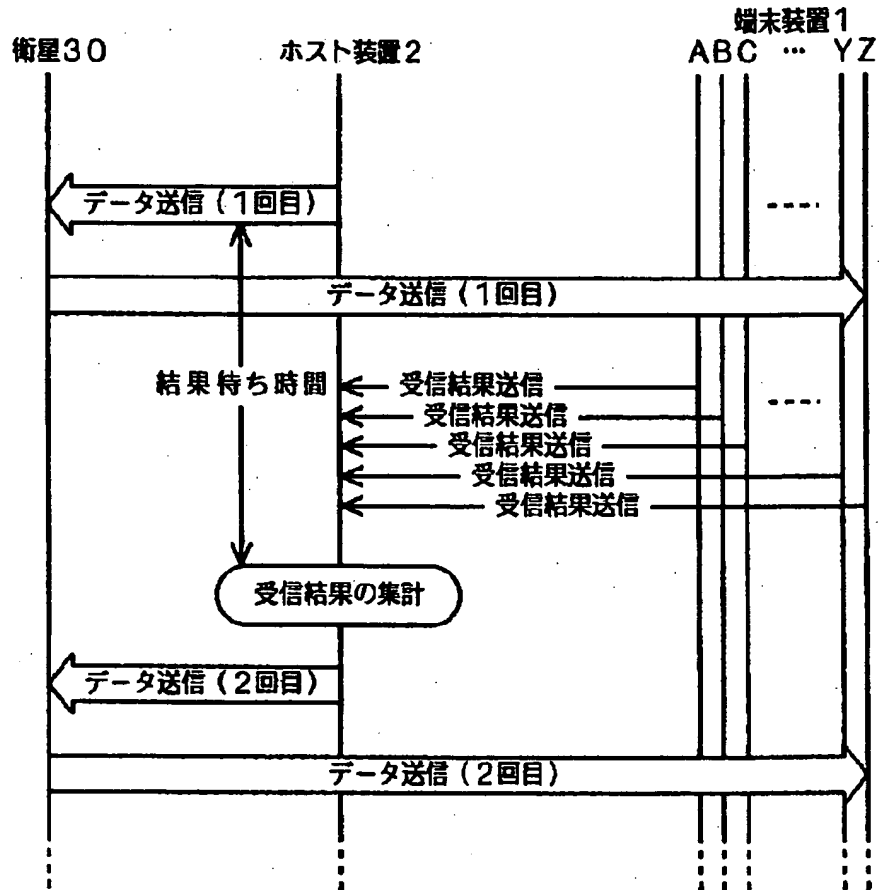 端末装置1
衛星30 ホスト装置2 ABC … YZ
データ送信(1回目)
データ送信(1回目)
結果待ち時間 受信結果送信
受信結果送信
受信結果送信
受信結果送信
受信結果送信
受信結果の集計
データ送信(2回目)
データ送信(2回目)